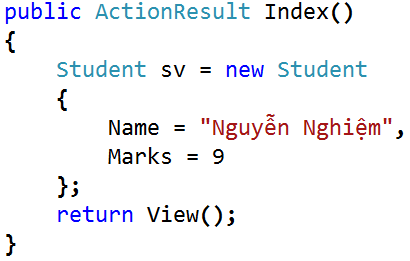 public ActionResult Index()
{
    Student sv = new Student
    {
        Name = "Nguyễn Nghiệm",
        Marks = 9
    };
    return View();
}